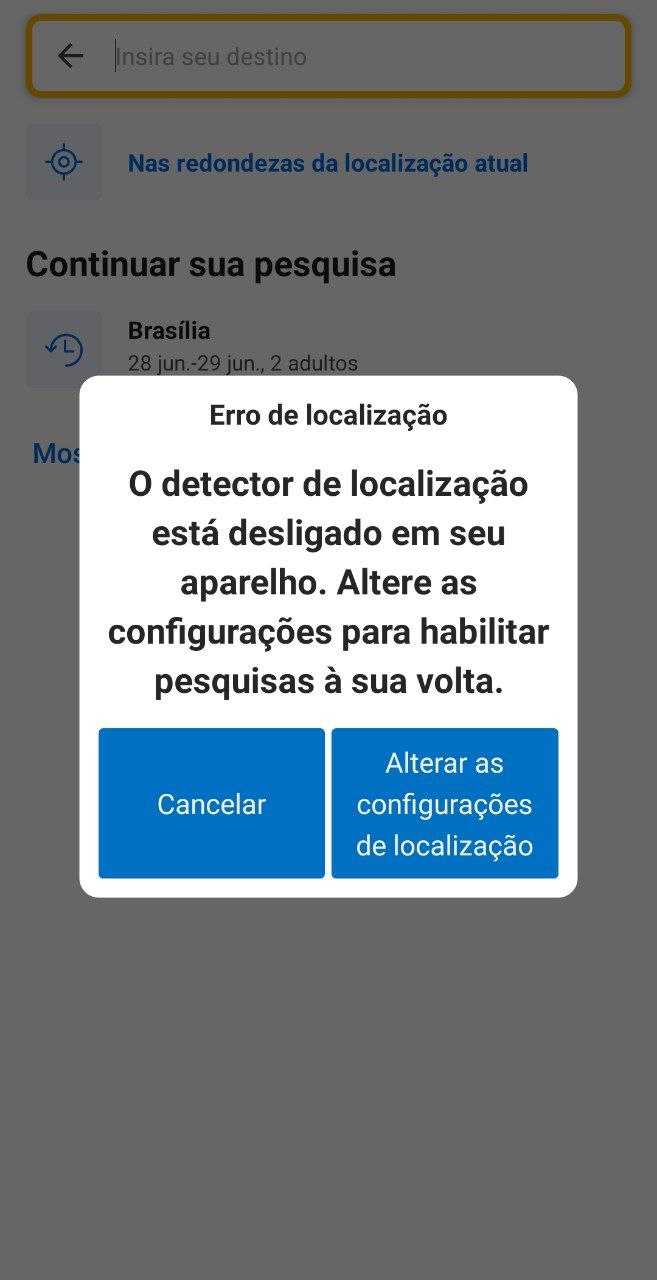 Insira seu destino
Nas redondezas da localização atual
Continuar sua pesquisa
Brasília
28 jun.-29 jun., 2 adultos
Erro de localização
O detector de localização
está desligado em seu
aparelho. Altere as
configurações para habilitar
pesquisas à sua volta.
Cancelar
Alterar as
configurações
de localização